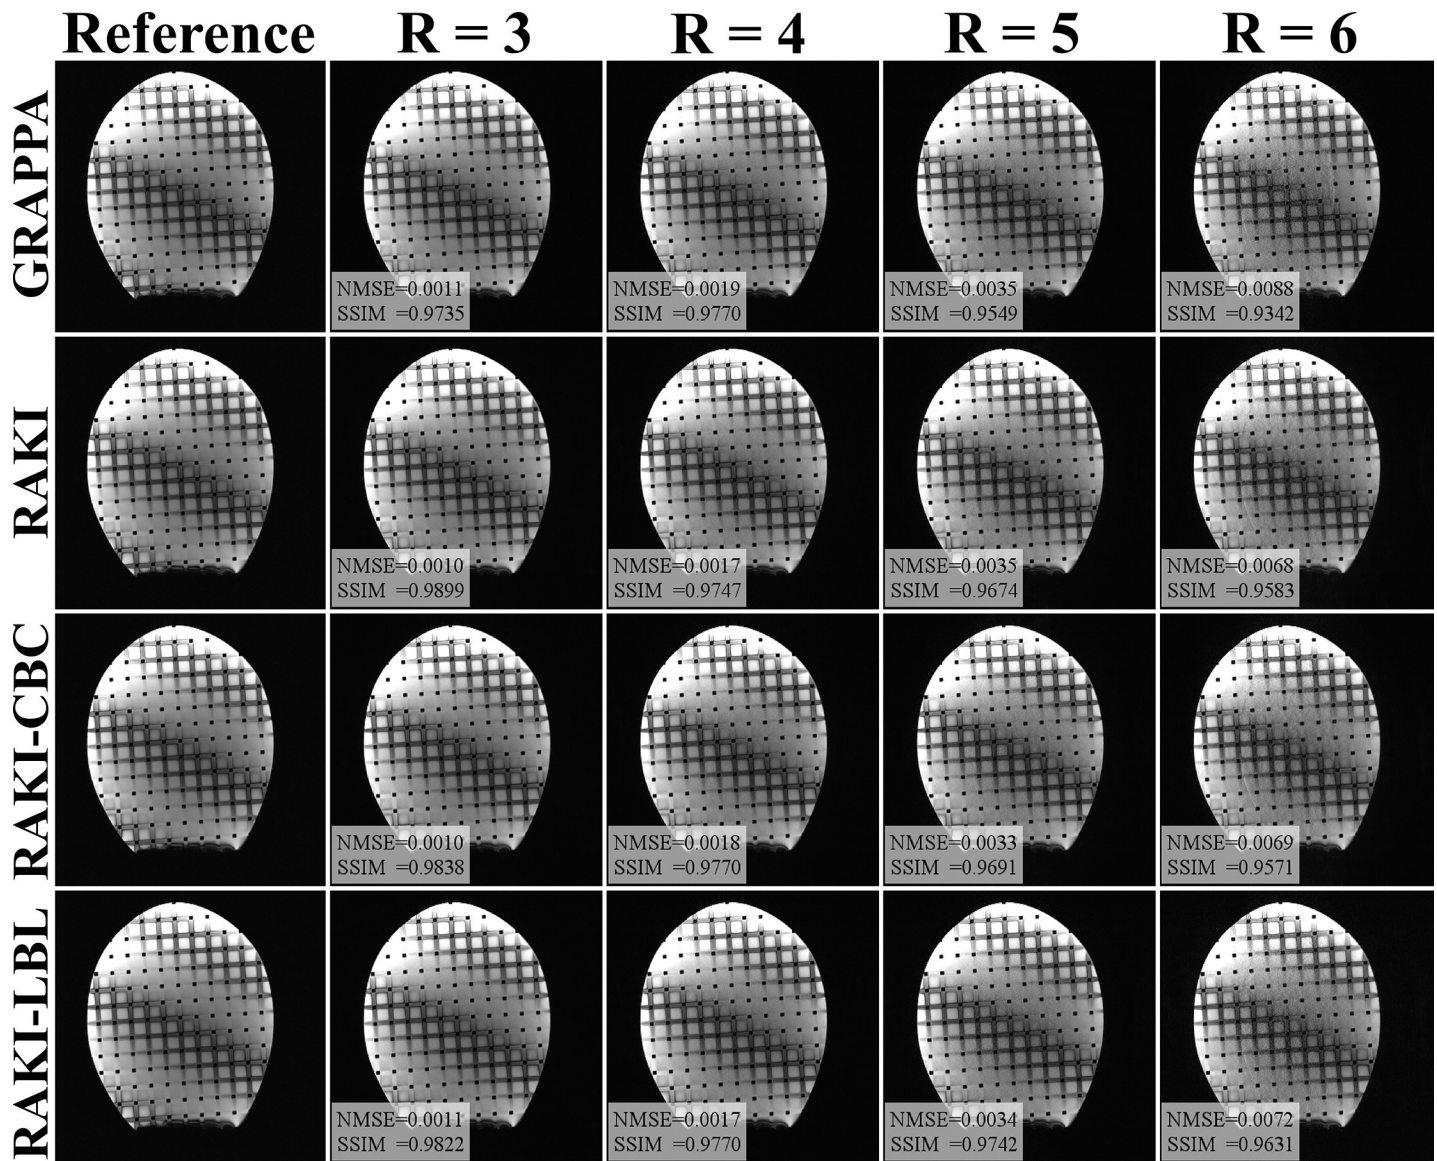 Reference R = 3 R = 4 R = 5 R = 6
GRAPPA
NMSE=0.0011
SSIM =0.9735
NMSE=0.0019
SSIM =0.9770
NMSE=0.0035
SSIM =0.9549
NMSE=0.0088
SSIM =0.9342
RAKI
NMSE=0.0010
SSIM =0.9899
NMSE=0.0017
SSIM =0.9747
NMSE=0.0035
SSIM =0.9674
NMSE=0.0068
SSIM =0.9583
RAKI-CBC
NMSE=0.0010
SSIM =0.9838
NMSE=0.0018
SSIM =0.9770
NMSE=0.0033
SSIM =0.9691
NMSE=0.0069
SSIM =0.9571
RAKI-LBL
NMSE=0.0011
SSIM =0.9822
NMSE=0.0017
SSIM =0.9770
NMSE=0.0034
SSIM =0.9742
NMSE=0.0072
SSIM =0.9631